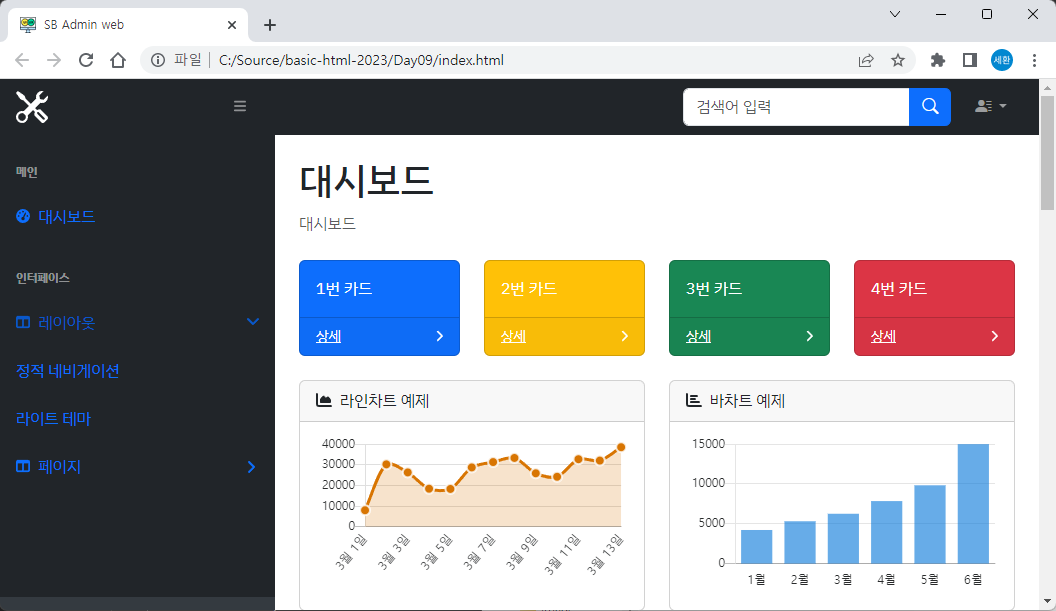 SB Admin web
파일
C:/Source/basic-html-2023/Day09/index.html
세환
검색어 입력
메인
대시보드
인터페이스
레이아웃
정적 네비게이션
라이트 테마
페이지
대시보드
대시보드
1번 카드
상세
2번 카드
상세
3번 카드
상세
4번 카드
상세
라인차트 예제
40000
30000
20000
10000
0
3월 1일
3월 3일
3월 5일
3월 7일
3월 9일
3월 11일
3월 13일
바차트 예제
15000
10000
5000
0
1월
2월
3월
4월
5월
6월